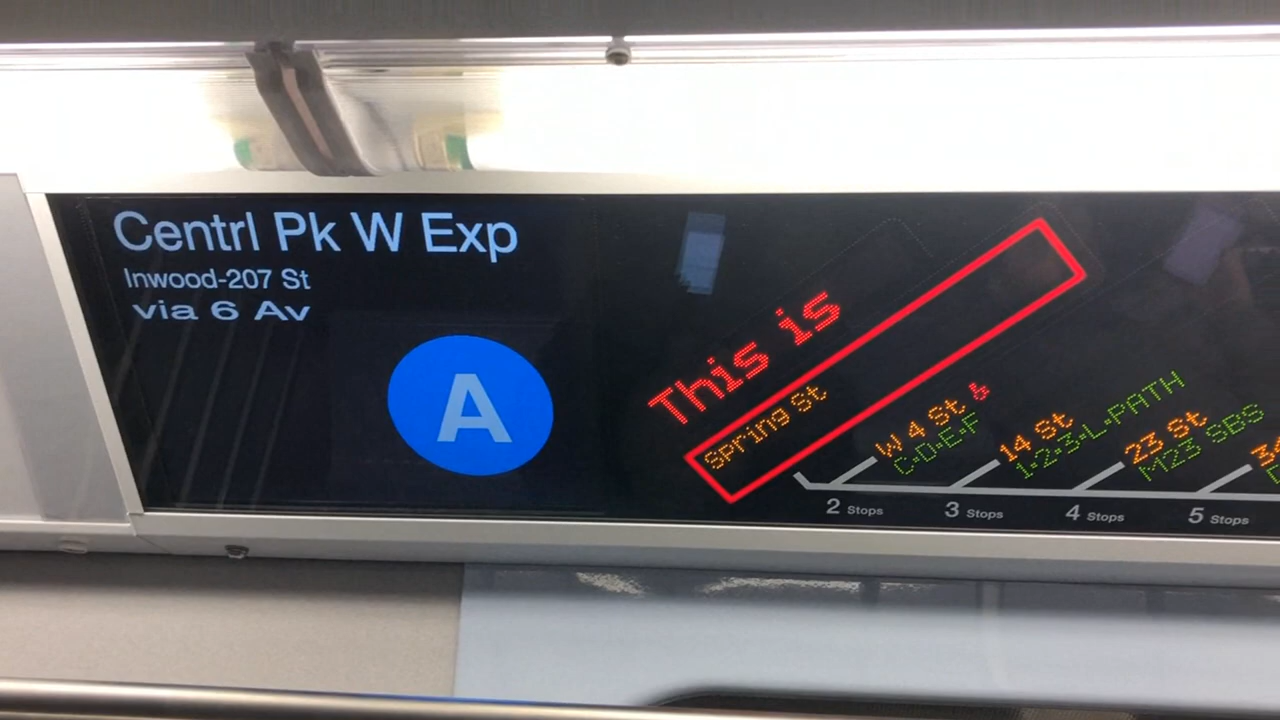 Centrl Pk W Exp
Inwood-207 St
via 6 Av
A
This is
Spring St
W 4 St &
C•D•E•F
14 St
1•2•3•L•PATH
23 St
M23 SBS
2 Stops
3 Stops
4 Stops
5 Stops